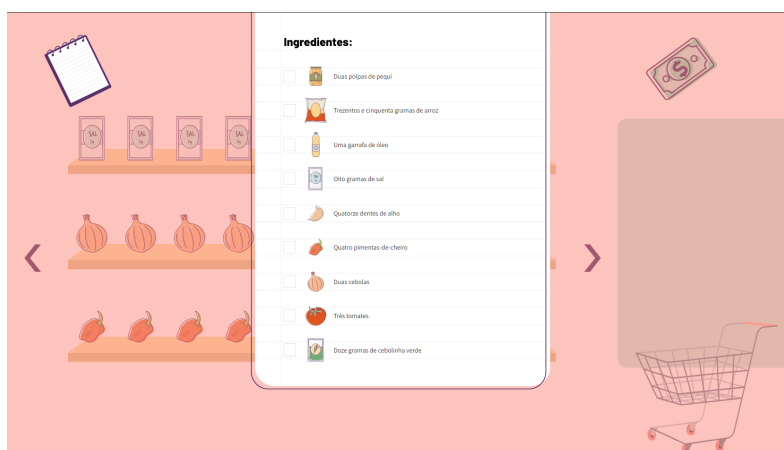 Ingredientes:
Duas polpas de pequi
Trezentos e cinquenta gramas de arroz
Uma garrafa de óleo
Oito gramas de sal
Quatorze dentes de alho
Quatro pimentas-de-cheiro
Duas cebolas
Três tomates
Doze gramas de cebolinha verde
SAL
SAL
SAL
SAL
$